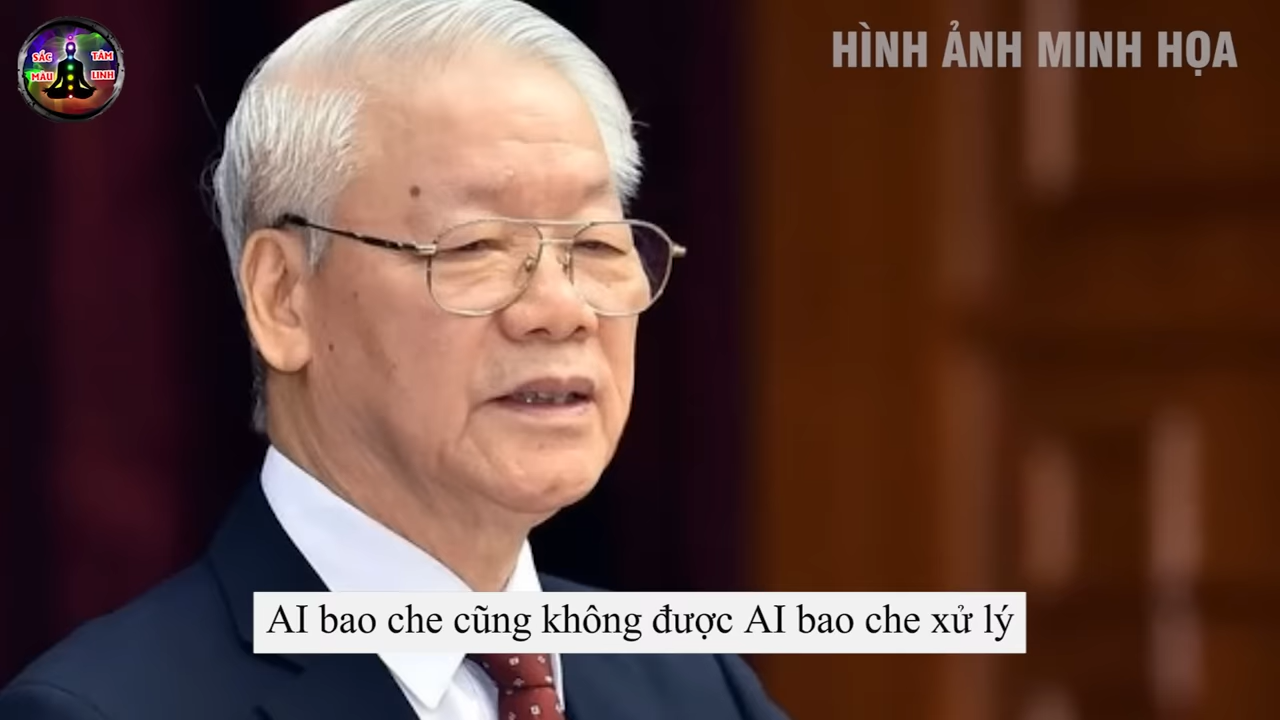 SẮC TÂM
MÀU LINH
HÌNH ẢNH MINH HỌA
AI bao che cũng không được AI bao che xử lý